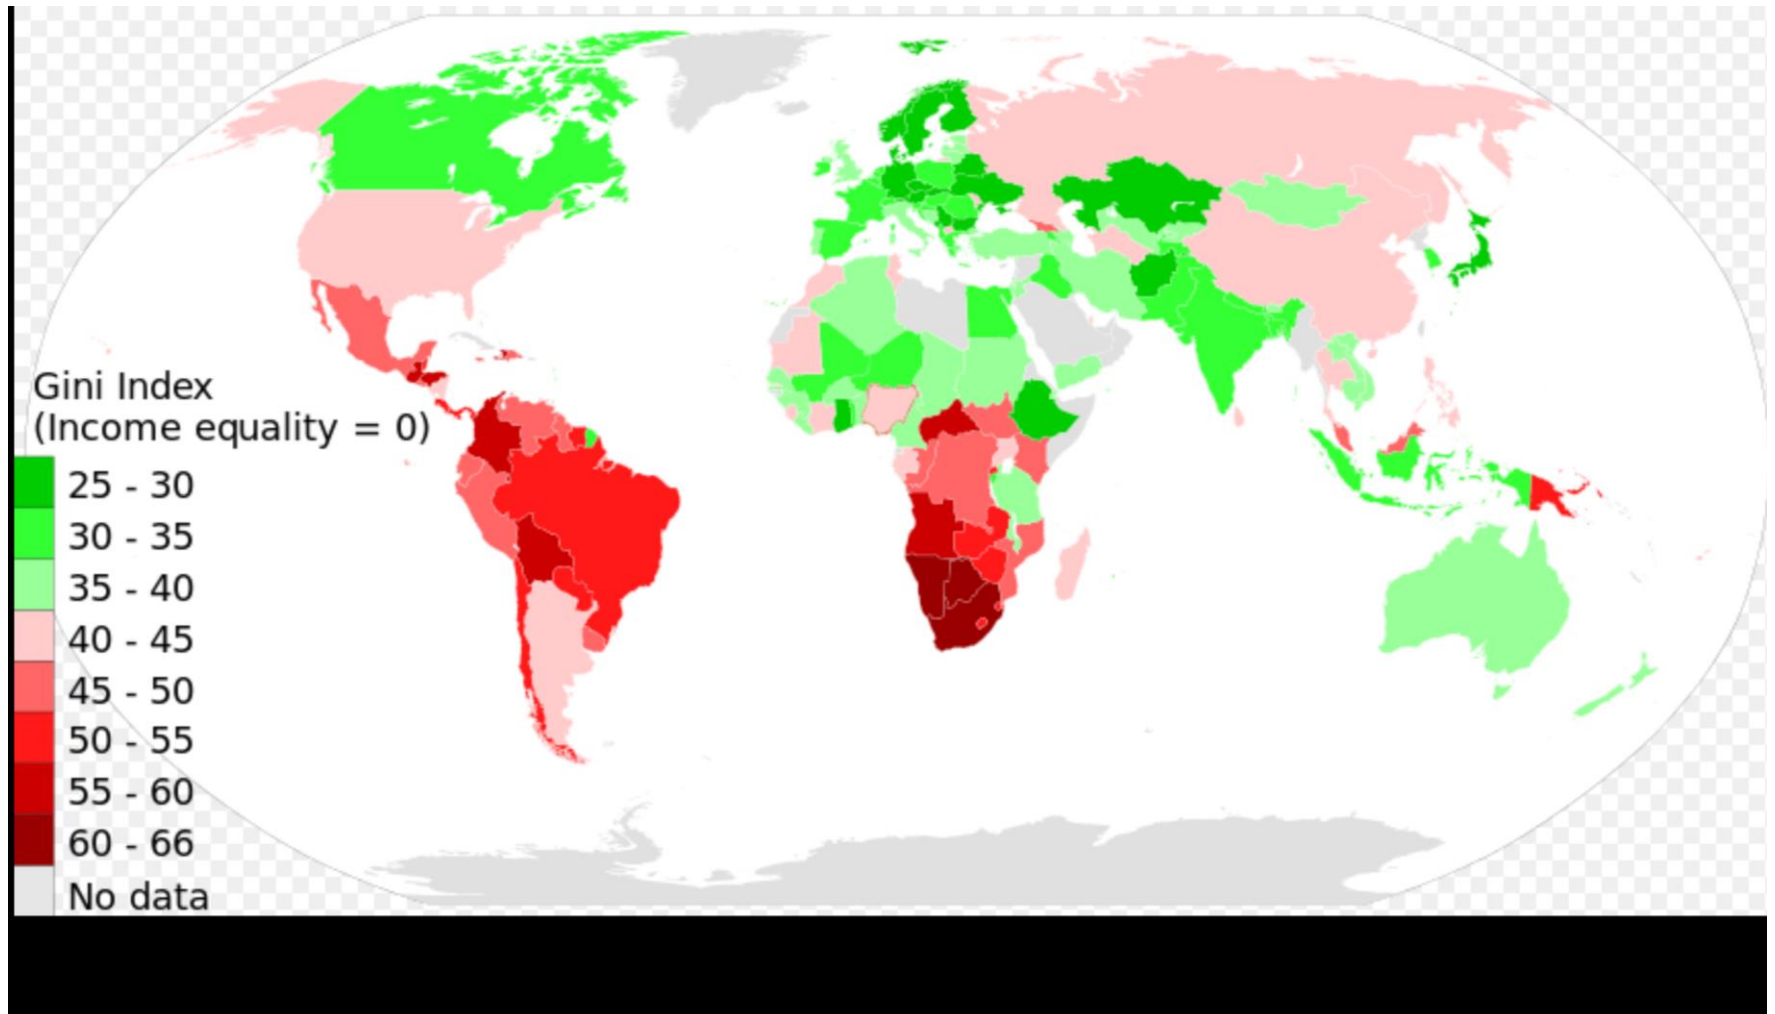 Gini Index
(Income equality = 0)
25 - 30
30 - 35
35 - 40
40 - 45
45 - 50
50 - 55
55 - 60
60 - 66
No data